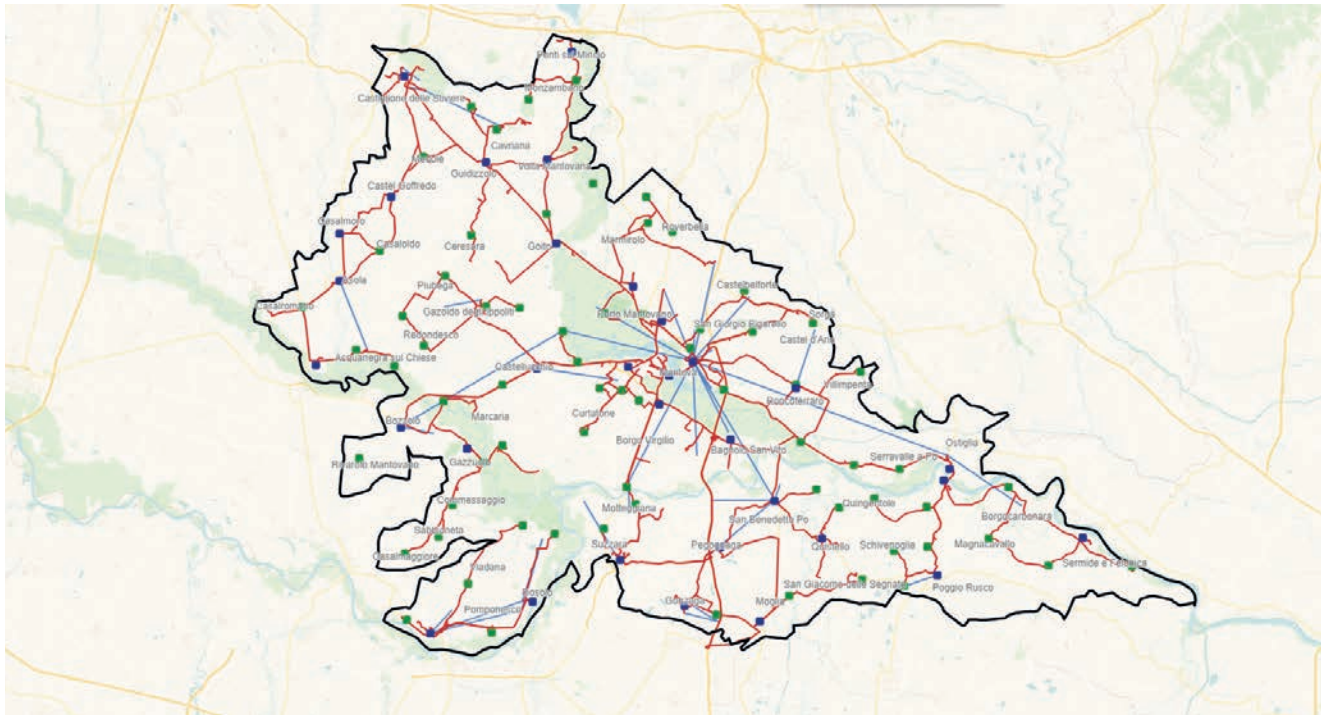 Ponti sul Mincio
Monzambano
Castiglione delle Stiviere
Cavriana
Medole
Volta Mantovana
Guidizzolo
Castel Goffredo
Casalmoro
Roverbella
Marmirolo
Casaloldo
Ceresara
Goito
Asola
Piubega
Castelbelforte
Casalromano
Gazoldo degli Ippoliti
Porto Mantovano
Sorgà
San Giorgio Bigarello
Redondesco
Castel d'Ario
Acquanegra sul Chiese
Castellucchio
Mantova
Villimpenta
Roncoferraro
Marcaria
Curtatone
Bozzolo
Borgo Virgilio
Ostiglia
Bagnolo San Vito
Serravalle a Po
Rivarolo Mantovano
Gazzuolo
Commessaggio
Quingentole
Motteggiana
Borgocarbonara
San Benedetto Po
Sabbioneta
Magnacavallo
Suzzara
Pegognaga
Quistello
Schivenoglia
Casalmaggiore
Sermide e Felonica
Viadana
San Giacomo delle Segnate
Poggio Rusco
Dosolo
Gonzaga
Moglia
Pomponesco